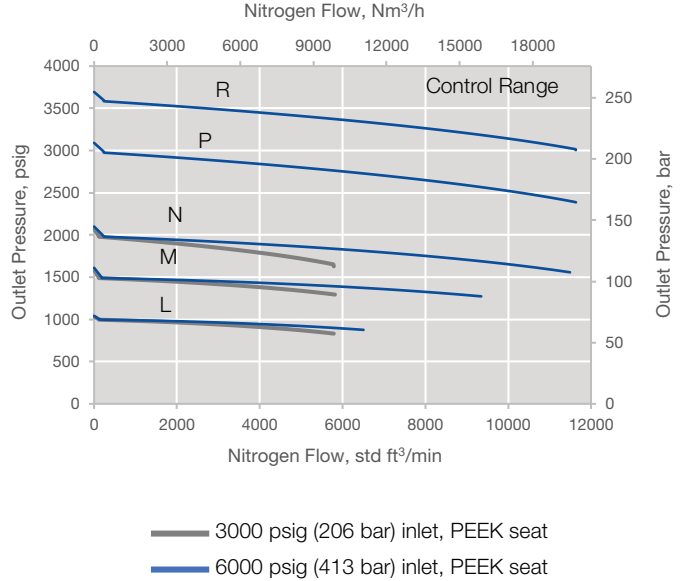 Nitrogen Flow, Nm³/h
0 3000 6000 9000 12000 15000 18000
4000
3500
3000
2500
2000
1500
1000
500
0
Outlet Pressure, psig
Control Range
R
P
N
M
L
250
200
150
100
50
0
Outlet Pressure, bar
0 2000 4000 6000 8000 10000 12000
Nitrogen Flow, std ft³/min
3000 psig (206 bar) inlet, PEEK seat
6000 psig (413 bar) inlet, PEEK seat